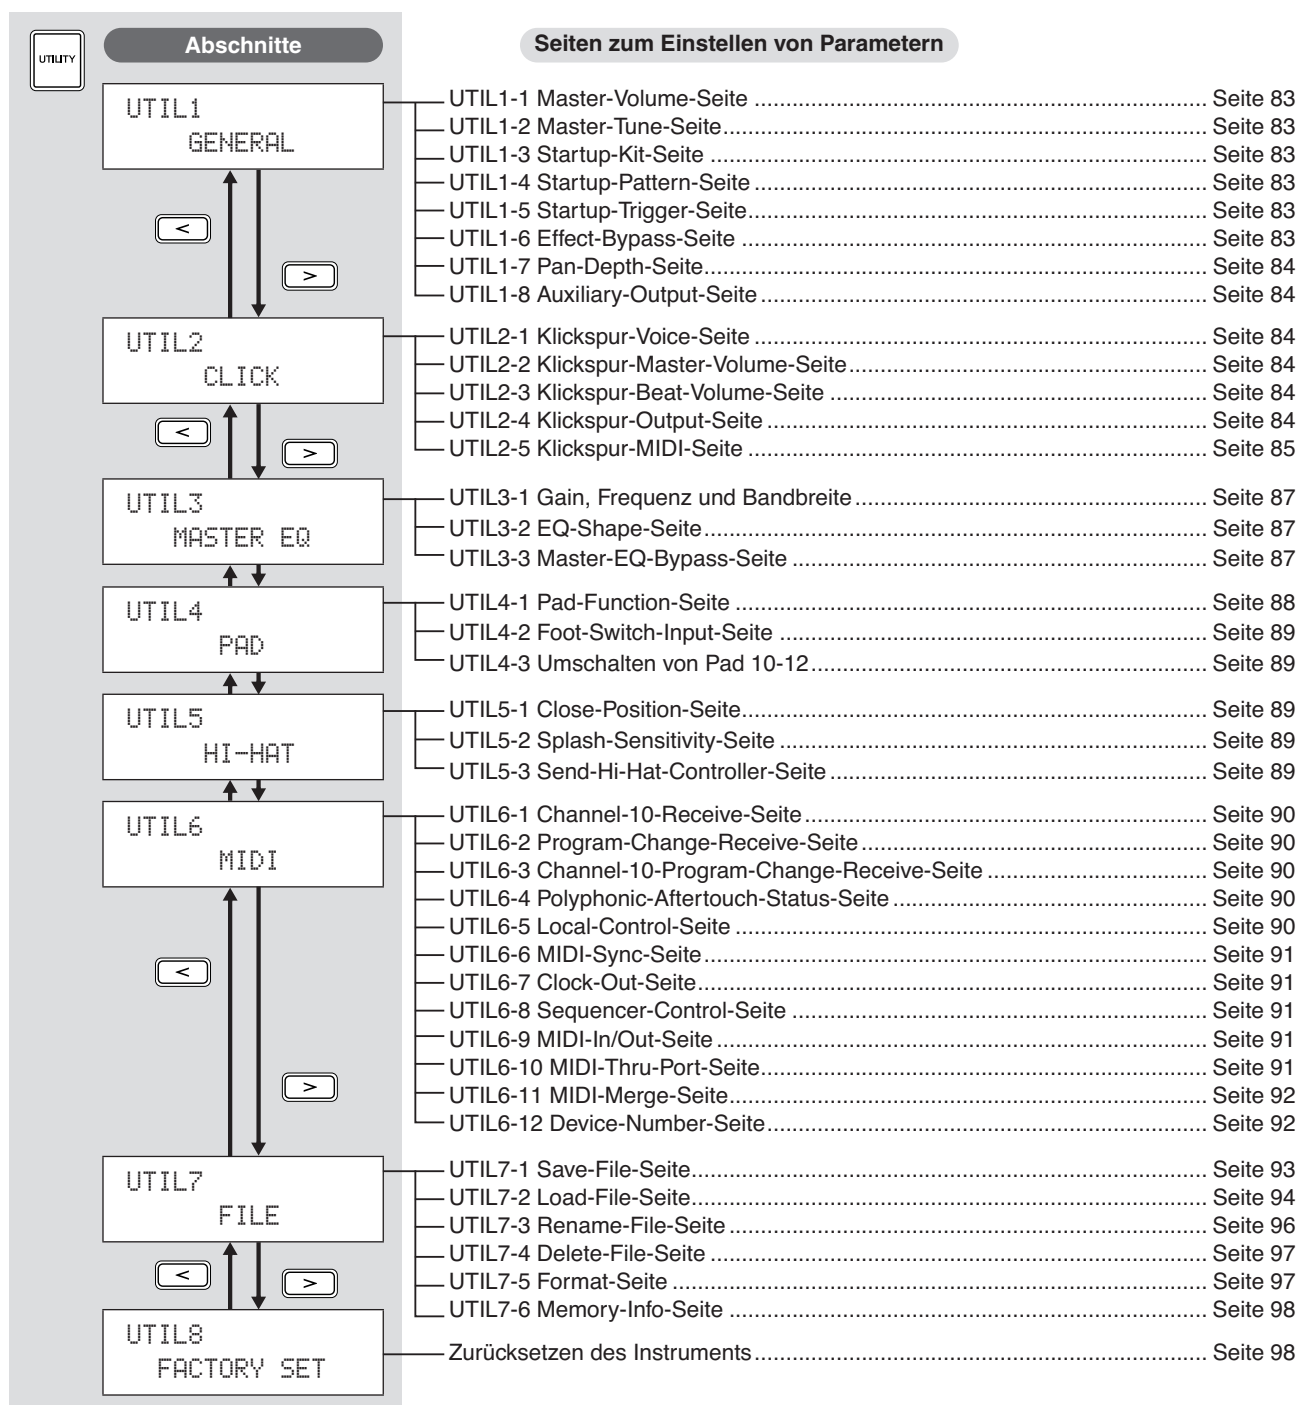 UTILITY
Abschnitte
Seiten zum Einstellen von Parametern
UTIL1
GENERAL
UTIL1-1 Master-Volume-Seite ........ Seite 83
UTIL1-2 Master-Tune-Seite ........ Seite 83
UTIL1-3 Startup-Kit-Seite ........ Seite 83
UTIL1-4 Startup-Pattern-Seite ........ Seite 83
UTIL1-5 Startup-Trigger-Seite ........ Seite 83
UTIL1-6 Effect-Bypass-Seite ........ Seite 83
UTIL1-7 Pan-Depth-Seite ........ Seite 84
UTIL1-8 Auxiliary-Output-Seite ........ Seite 84
<
>
UTIL2
CLICK
UTIL2-1 Klickspur-Voice-Seite ........ Seite 84
UTIL2-2 Klickspur-Master-Volume-Seite ........ Seite 84
UTIL2-3 Klickspur-Beat-Volume-Seite ........ Seite 84
UTIL2-4 Klickspur-Output-Seite ........ Seite 84
UTIL2-5 Klickspur-MIDI-Seite ........ Seite 85
<
>
UTIL3
MASTER EQ
UTIL3-1 Gain, Frequenz und Bandbreite ........ Seite 87
UTIL3-2 EQ-Shape-Seite ........ Seite 87
UTIL3-3 Master-EQ-Bypass-Seite ........ Seite 87
UTIL4
PAD
UTIL4-1 Pad-Function-Seite ........ Seite 88
UTIL4-2 Foot-Switch-Input-Seite ........ Seite 89
UTIL4-3 Umschalten von Pad 10-12 ........ Seite 89
UTIL5
HI-HAT
UTIL5-1 Close-Position-Seite ........ Seite 89
UTIL5-2 Splash-Sensitivity-Seite ........ Seite 89
UTIL5-3 Send-Hi-Hat-Controller-Seite ........ Seite 89
UTIL6
MIDI
UTIL6-1 Channel-10-Receive-Seite ........ Seite 90
UTIL6-2 Program-Change-Receive-Seite ........ Seite 90
UTIL6-3 Channel-10-Program-Change-Receive-Seite ........ Seite 90
UTIL6-4 Polyphonic-Aftertouch-Status-Seite ........ Seite 90
UTIL6-5 Local-Control-Seite ........ Seite 90
UTIL6-6 MIDI-Sync-Seite ........ Seite 91
UTIL6-7 Clock-Out-Seite ........ Seite 91
UTIL6-8 Sequencer-Control-Seite ........ Seite 91
UTIL6-9 MIDI-In/Out-Seite ........ Seite 91
UTIL6-10 MIDI-Thru-Port-Seite ........ Seite 91
UTIL6-11 MIDI-Merge-Seite ........ Seite 92
UTIL6-12 Device-Number-Seite ........ Seite 92
<
>
UTIL7
FILE
UTIL7-1 Save-File-Seite ........ Seite 93
UTIL7-2 Load-File-Seite ........ Seite 94
UTIL7-3 Rename-File-Seite ........ Seite 96
UTIL7-4 Delete-File-Seite ........ Seite 97
UTIL7-5 Format-Seite ........ Seite 97
UTIL7-6 Memory-Info-Seite ........ Seite 98
<
>
UTIL8
FACTORY SET
Zurücksetzen des Instruments ........ Seite 98